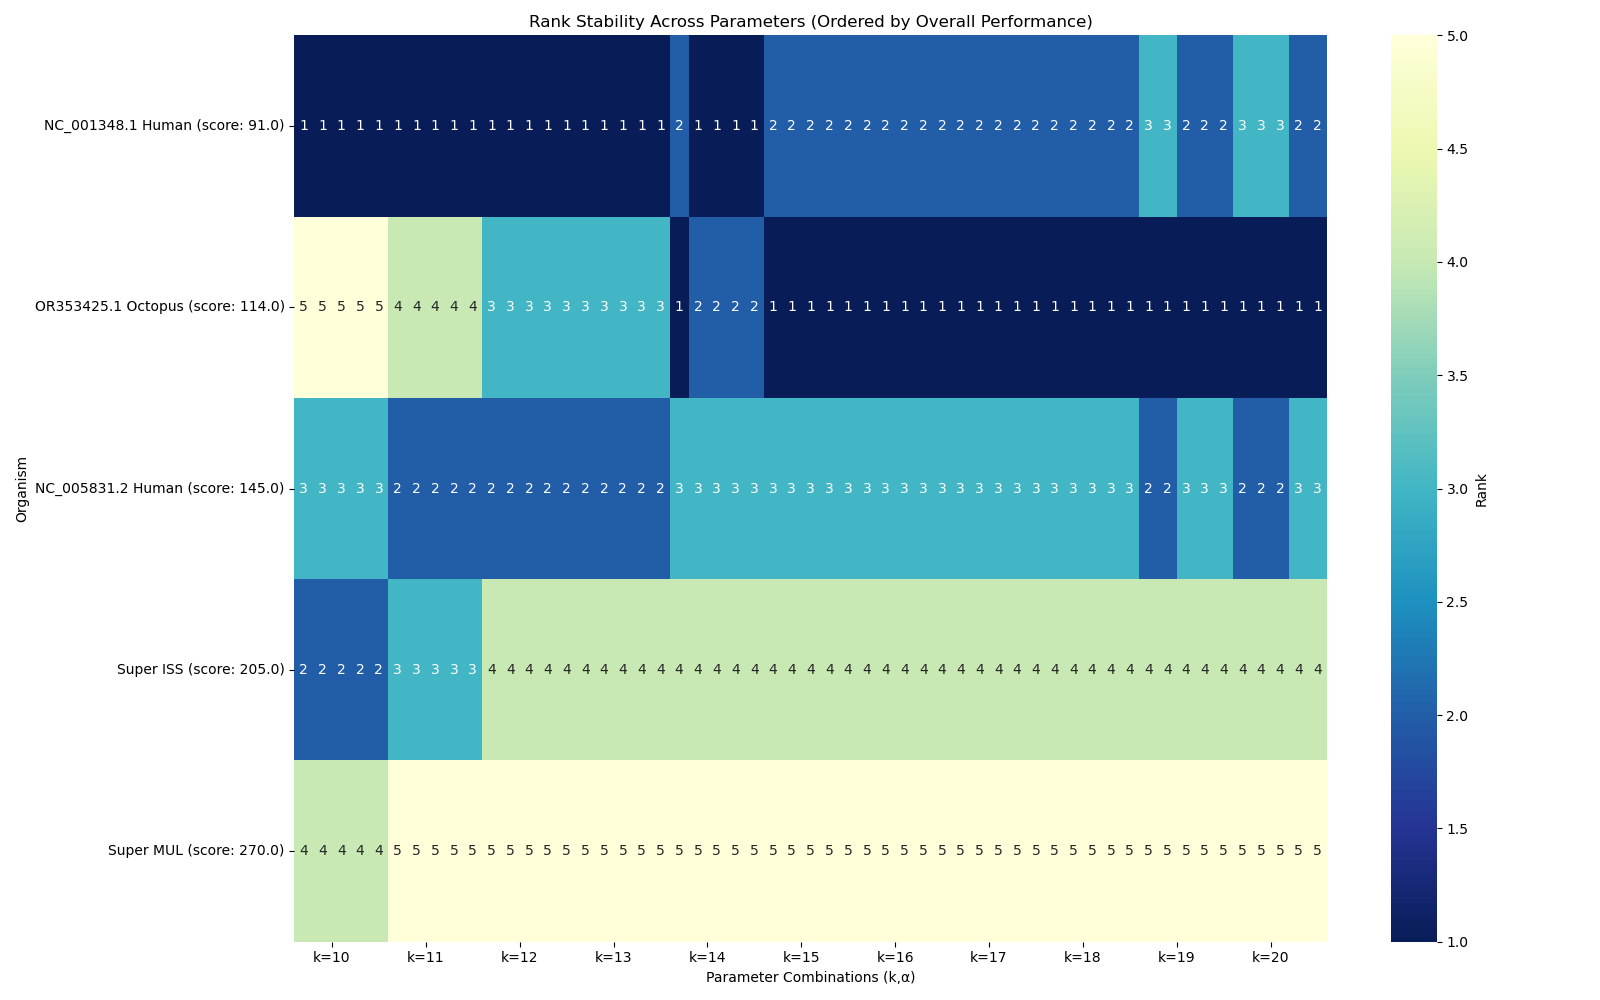 Rank Stability Across Parameters (Ordered by Overall Performance)
NC_001348.1 Human (score: 91.0) 1 1 1 1 1 1 1 1 1 1 1 1 1 1 1 1 1 1 1 1 2 1 1 1 1 2 2 2 2 2 2 2 2 2 2 2 2 2 2 2 2 2 2 2 2 3 3 2 2 2 3 3 3 2 2
OR353425.1 Octopus (score: 114.0) 5 5 5 5 5 4 4 4 4 4 3 3 3 3 3 3 3 3 3 3 1 2 2 2 2 1 1 1 1 1 1 1 1 1 1 1 1 1 1 1 1 1 1 1 1 1 1 1 1 1 1 1 1 1 1
NC_005831.2 Human (score: 145.0) 3 3 3 3 3 2 2 2 2 2 2 2 2 2 2 2 2 2 2 2 3 3 3 3 3 3 3 3 3 3 3 3 3 3 3 3 3 3 3 3 3 3 3 3 3 2 2 3 3 3 2 2 2 3 3
Super ISS (score: 205.0) 2 2 2 2 2 3 3 3 3 3 4 4 4 4 4 4 4 4 4 4 4 4 4 4 4 4 4 4 4 4 4 4 4 4 4 4 4 4 4 4 4 4 4 4 4 4 4 4 4 4 4 4 4 4 4
Super MUL (score: 270.0) 4 4 4 4 4 5 5 5 5 5 5 5 5 5 5 5 5 5 5 5 5 5 5 5 5 5 5 5 5 5 5 5 5 5 5 5 5 5 5 5 5 5 5 5 5 5 5 5 5 5 5 5 5 5 5
Organism
k=10 k=11 k=12 k=13 k=14 k=15 k=16 k=17 k=18 k=19 k=20
Parameter Combinations (k,α)
5.0
4.5
4.0
3.5
3.0
2.5
2.0
1.5
1.0
Rank